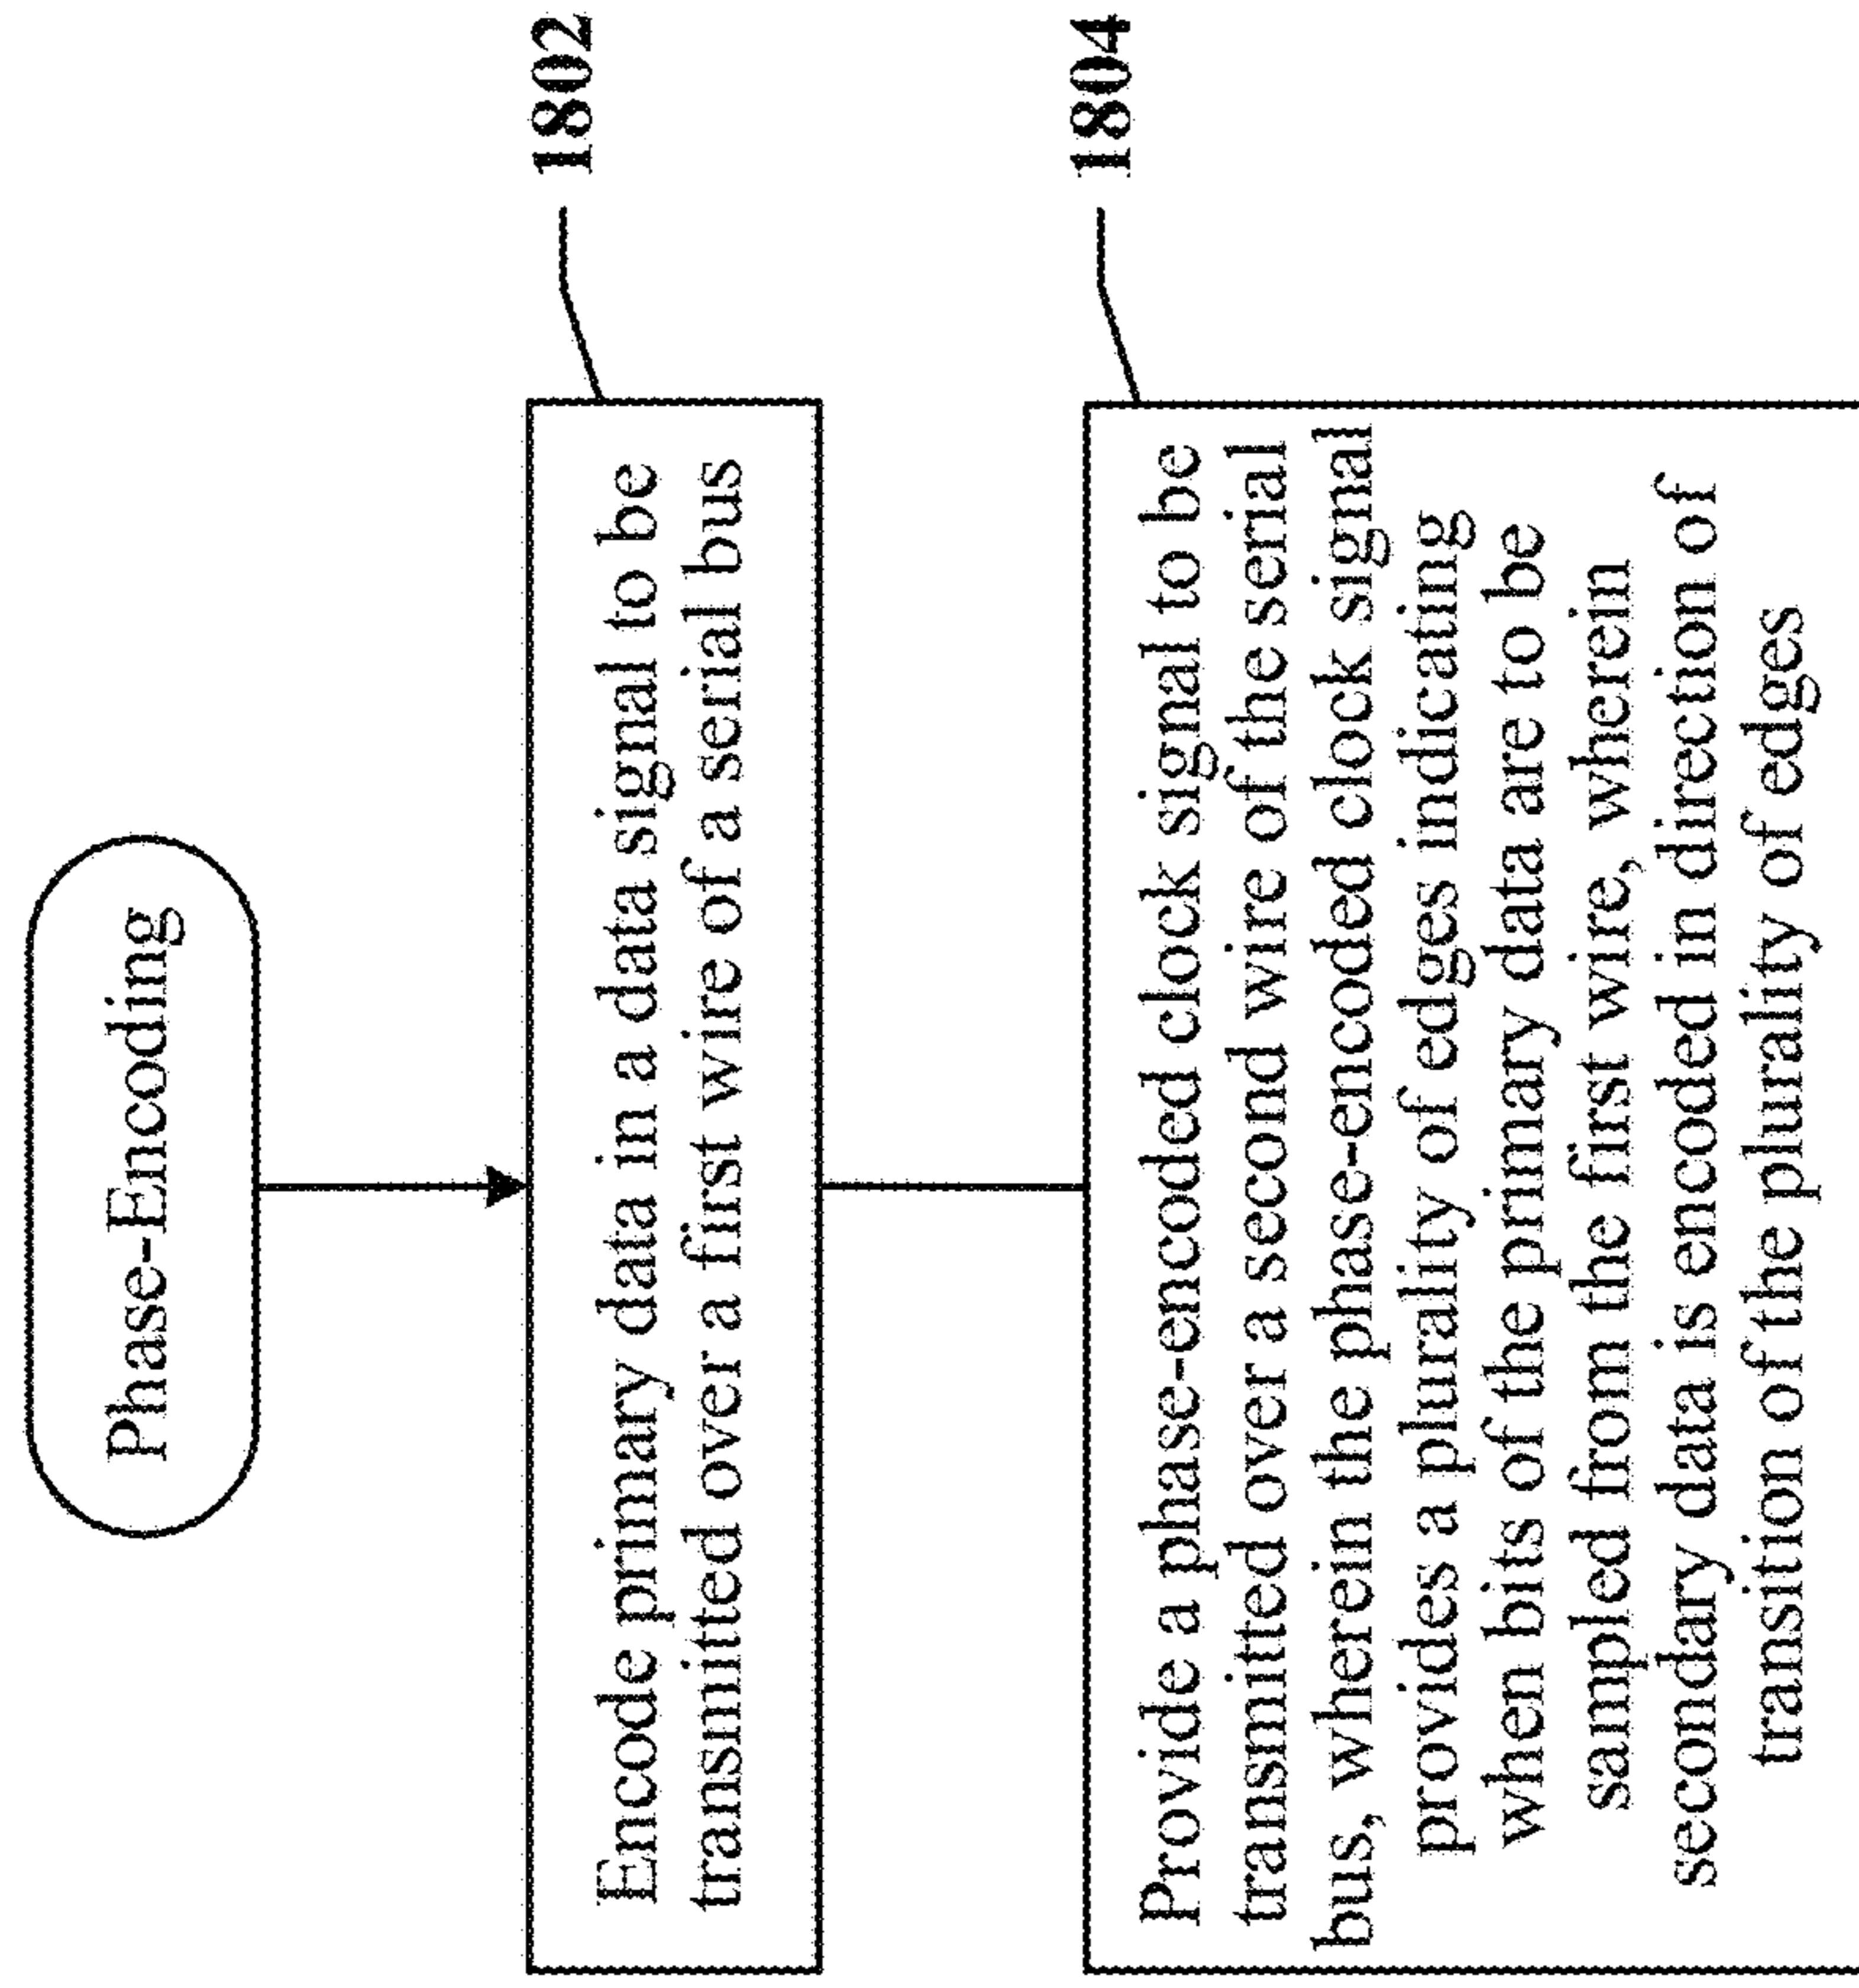 Phase-Encoding
1802
Encode primary data in a data signal to be
transmitted over a first wire of a serial bus
1804
Provide a phase-encoded clock signal to be
transmitted over a second wire of the serial
bus, wherein the phase-encoded clock signal
provides a plurality of edges indicating
when bits of the primary data are to be
sampled from the first wire, wherein
secondary data is encoded in direction of
transition of the plurality of edges